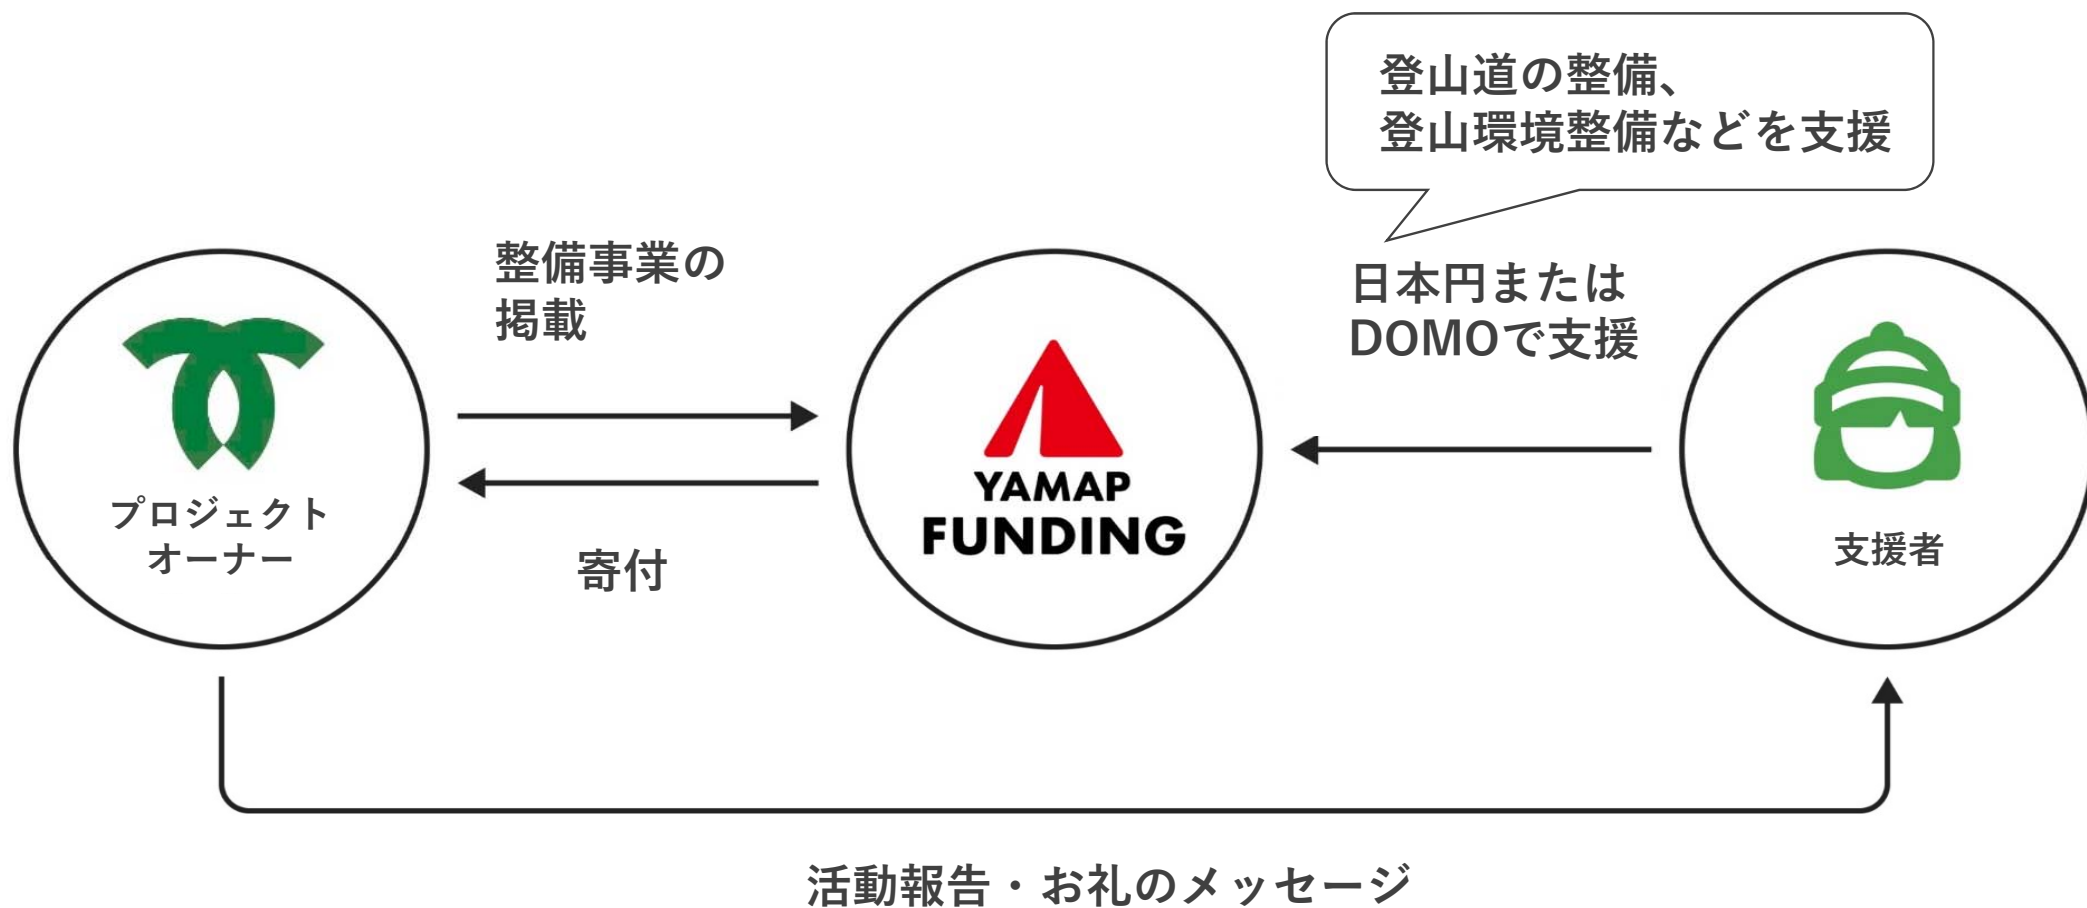 登山道の整備、
登山環境整備などを支援
整備事業の
掲載
日本円または
DOMOで支援
プロジェクト
オーナー
YAMAP
FUNDING
寄付
支援者
活動報告・お礼のメッセージ